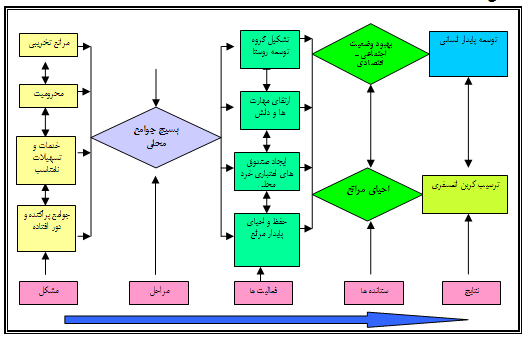 مراتع تخریبی
محرومیت
خدمات و
تسهیلات
نامتناسب
جوامع پراکنده و
دور افتاده
مشکل
بسیج جوامع
محلی
مراحل
تشکیل گروه
توسعه روستا
ارتقای مهارت
ها و دانش
ایجاد صندوق
های اعتباری خرد
محلی
حفظ و احیای
پایدار مراتع
فعالیت ها
بهبود وضعیت
اجتماعی –
اقتصادی
احیای مراتع
ستانده ها
توسعه پایدار انسانی
ترسیب کربن اتمسفری
نتایج